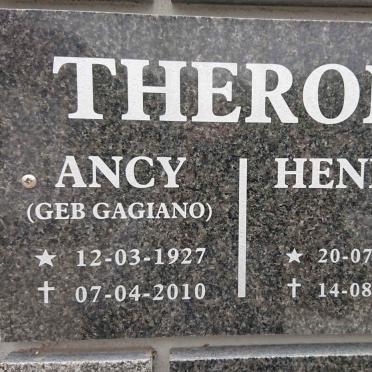 THERO
ANCY
(GEB GAGIANO)
★ 12-03-1927
✝ 07-04-2010
HEN
★ 20-07
✝ 14-08